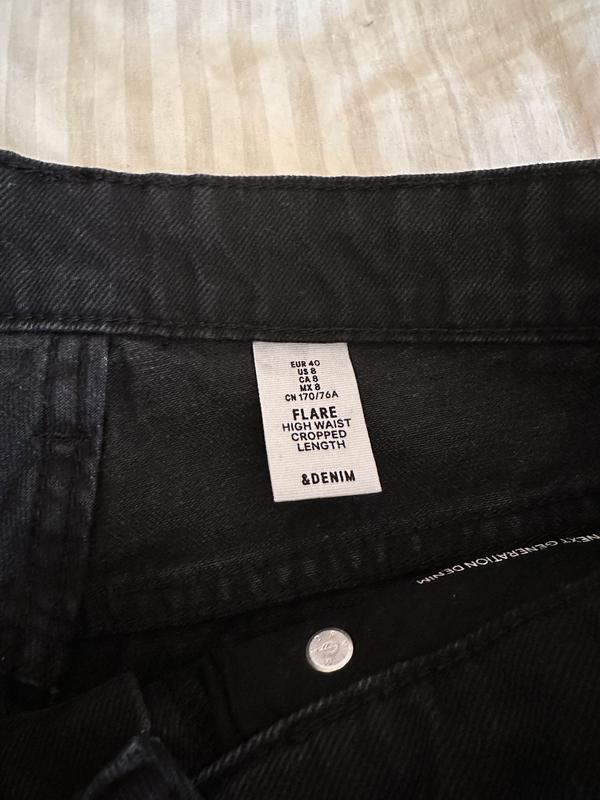 EUR 40
US 8
CA 8
MX 8
CN 170/76A
FLARE
HIGH WAIST
CROPPED
LENGTH
&DENIM
NEXT GENERATION DENIM